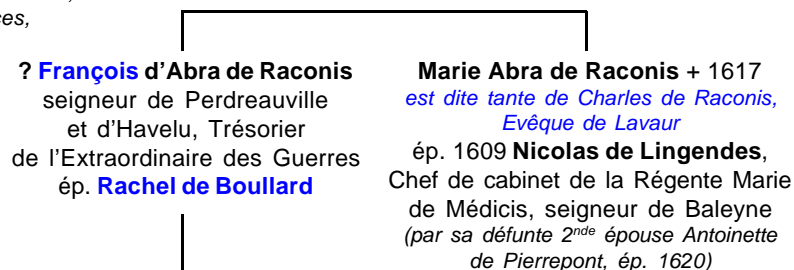 ces,
? François d’Abra de Raconis
seigneur de Perdreauville
et d’Havelu, Trésorier
de l’Extraordinaire des Guerres
ép. Rachel de Boullard
Marie Abra de Raconis + 1617
est dite tante de Charles de Raconis,
Evêque de Lavaur
ép. 1609 Nicolas de Lingendes,
Chef de cabinet de la Régente Marie
de Médicis, seigneur de Baleyne
(par sa défunte 2nde épouse Antoinette
de Pierrepont, ép. 1620)